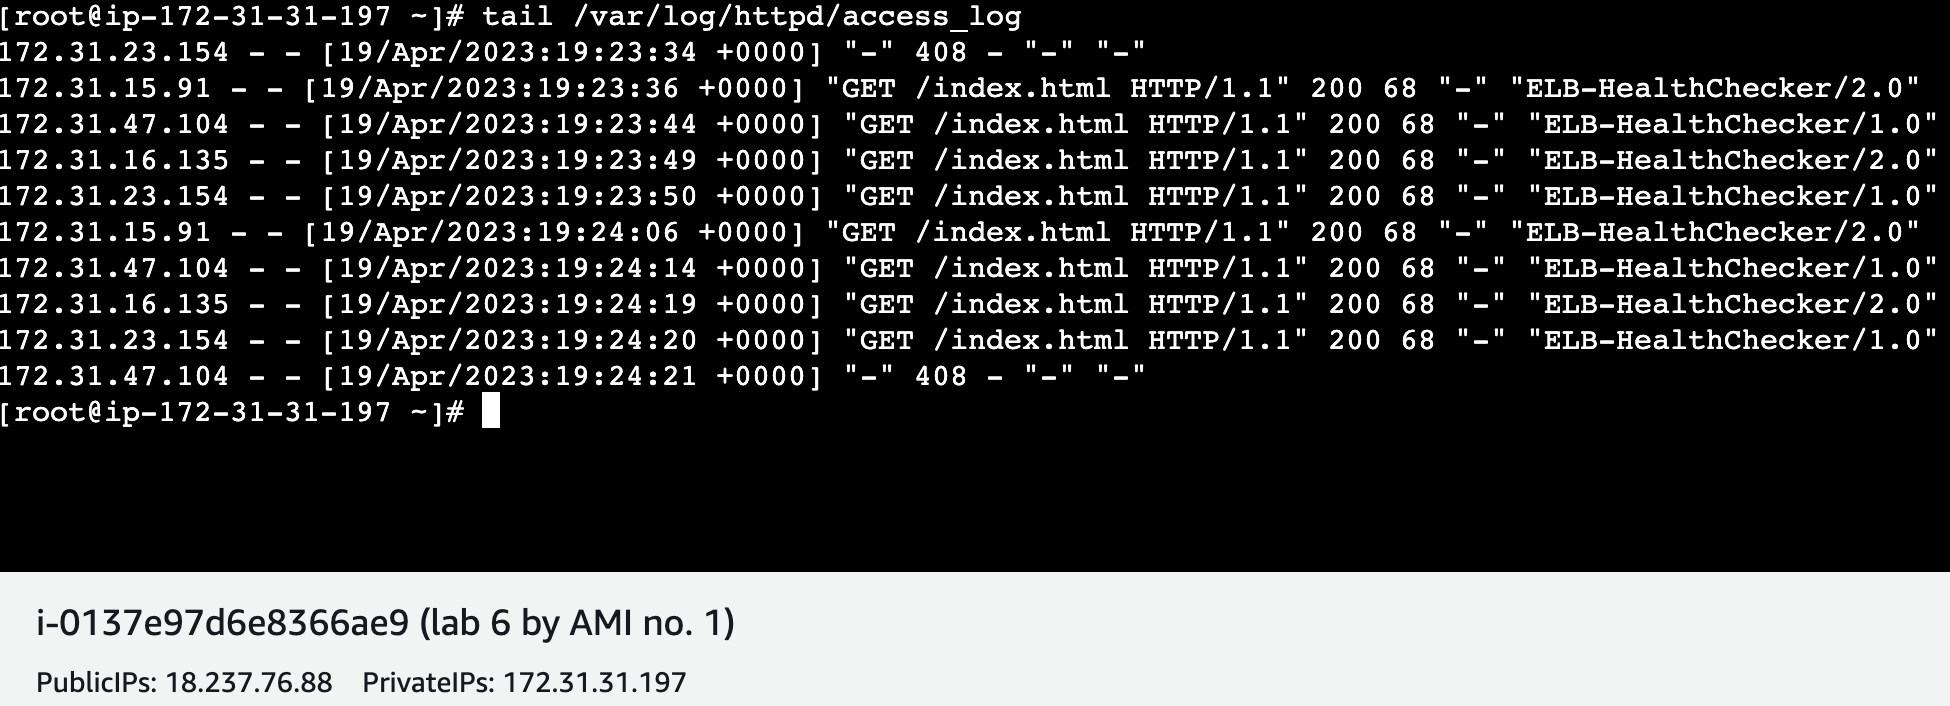 [root@ip-172-31-31-197 ~]# tail /var/log/httpd/access_log
172.31.23.154 - - [19/Apr/2023:19:23:34 +0000] "-" 408 - "-" "-"
172.31.15.91 - - [19/Apr/2023:19:23:36 +0000] "GET /index.html HTTP/1.1" 200 68 "-" "ELB-HealthChecker/2.0"
172.31.47.104 - - [19/Apr/2023:19:23:44 +0000] "GET /index.html HTTP/1.1" 200 68 "-" "ELB-HealthChecker/1.0"
172.31.16.135 - - [19/Apr/2023:19:23:49 +0000] "GET /index.html HTTP/1.1" 200 68 "-" "ELB-HealthChecker/2.0"
172.31.23.154 - - [19/Apr/2023:19:23:50 +0000] "GET /index.html HTTP/1.1" 200 68 "-" "ELB-HealthChecker/1.0"
172.31.15.91 - - [19/Apr/2023:19:24:06 +0000] "GET /index.html HTTP/1.1" 200 68 "-" "ELB-HealthChecker/2.0"
172.31.47.104 - - [19/Apr/2023:19:24:14 +0000] "GET /index.html HTTP/1.1" 200 68 "-" "ELB-HealthChecker/1.0"
172.31.16.135 - - [19/Apr/2023:19:24:19 +0000] "GET /index.html HTTP/1.1" 200 68 "-" "ELB-HealthChecker/2.0"
172.31.23.154 - - [19/Apr/2023:19:24:20 +0000] "GET /index.html HTTP/1.1" 200 68 "-" "ELB-HealthChecker/1.0"
172.31.47.104 - - [19/Apr/2023:19:24:21 +0000] "-" 408 - "-" "-"
[root@ip-172-31-31-197 ~]#
i-0137e97d6e8366ae9 (lab 6 by AMI no. 1)
PublicIPs: 18.237.76.88 PrivateIPs: 172.31.31.197